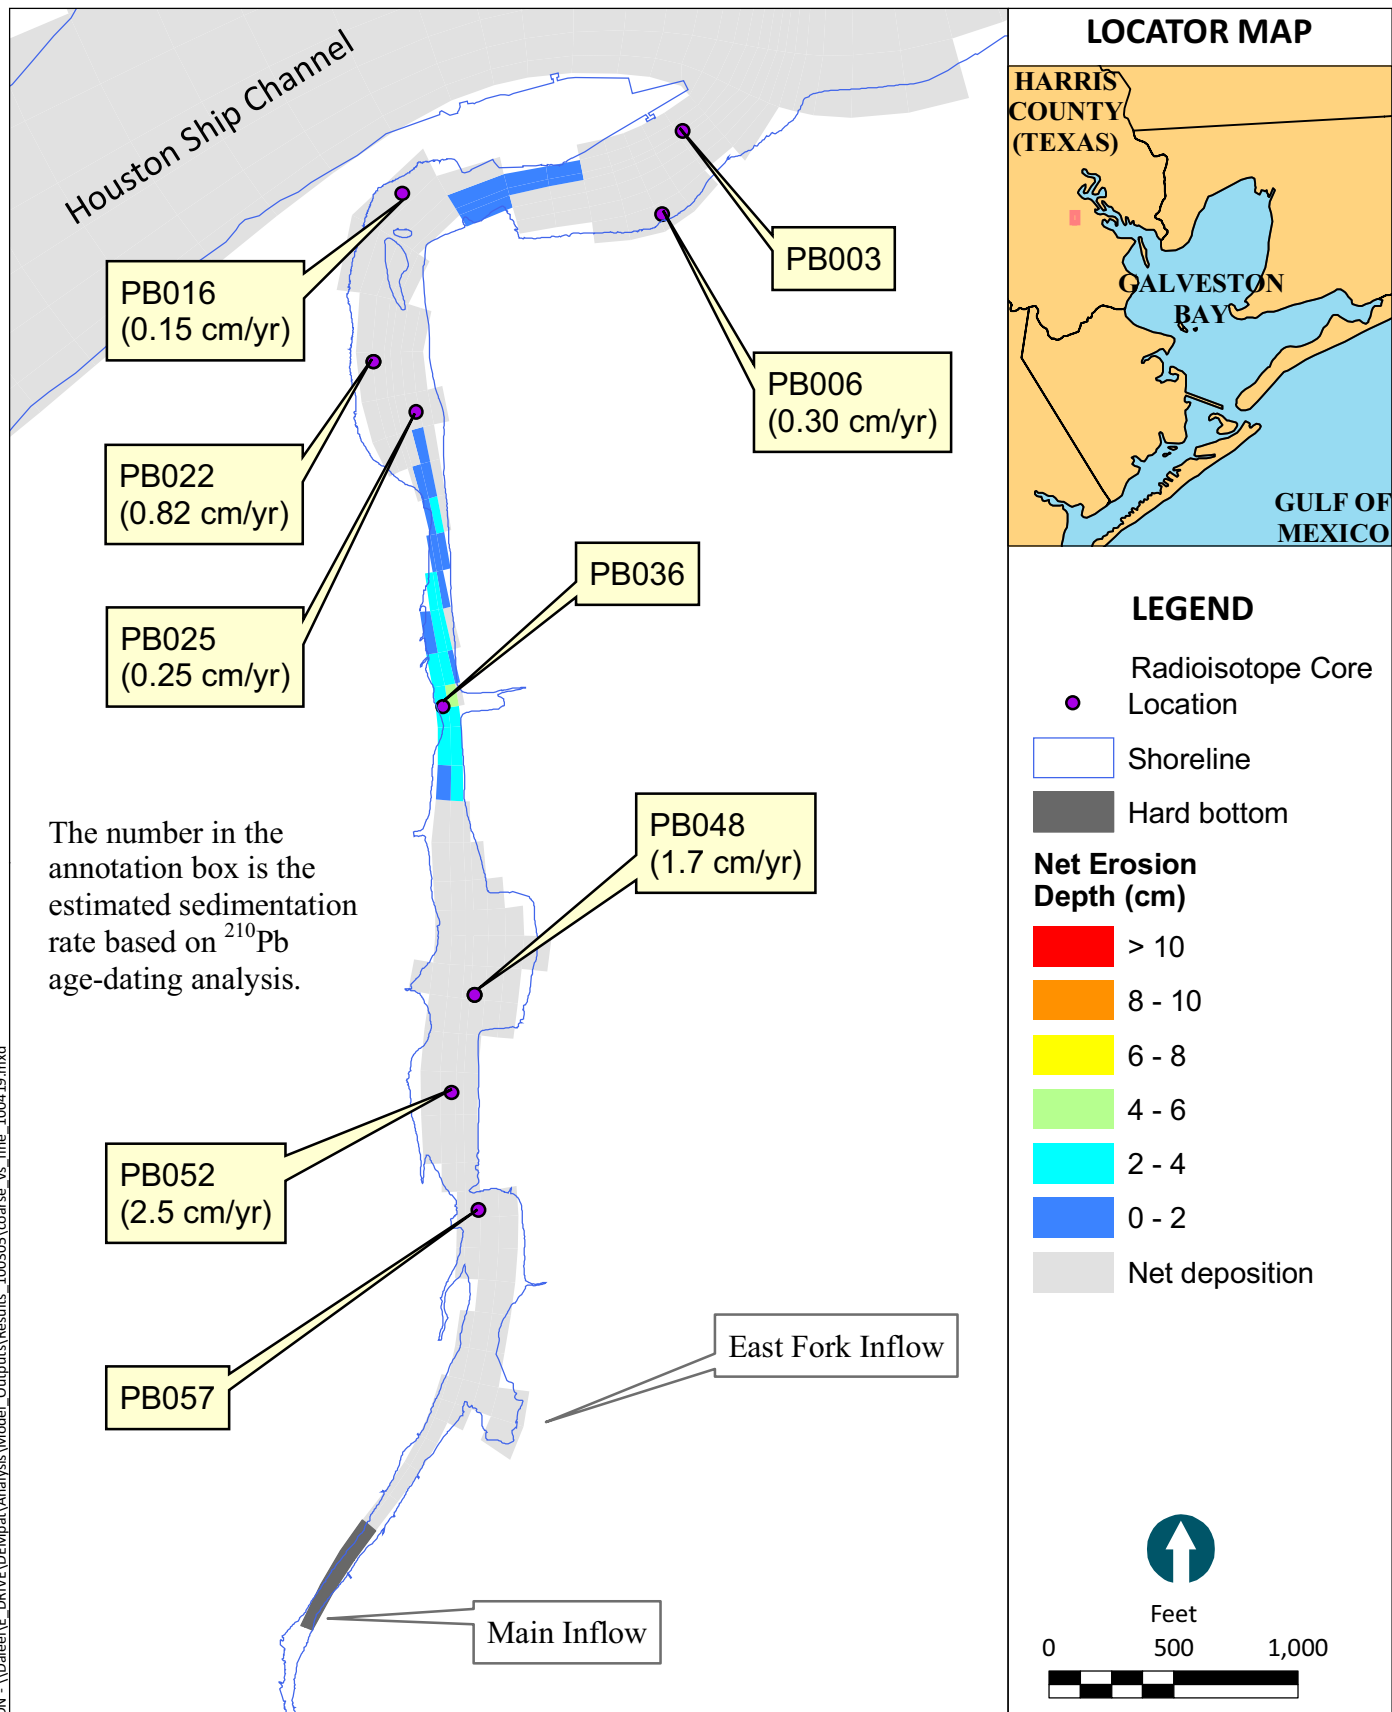 Houston Ship Channel
PB003
PB016
(0.15 cm/yr)
PB006
(0.30 cm/yr)
PB022
(0.82 cm/yr)
PB036
PB025
(0.25 cm/yr)
PB048
(1.7 cm/yr)
The number in the
annotation box is the
estimated sedimentation
rate based on ²¹⁰Pb
age-dating analysis.
PB052
(2.5 cm/yr)
PB057
East Fork Inflow
Main Inflow
LOCATOR MAP
HARRIS
COUNTY
(TEXAS)
GALVESTON
BAY
GULF OF
MEXICO
LEGEND
Radioisotope Core
Location
Shoreline
Hard bottom
Net Erosion
Depth (cm)
> 10
8 - 10
6 - 8
4 - 6
2 - 4
0 - 2
Net deposition
Feet
0 500 1,000